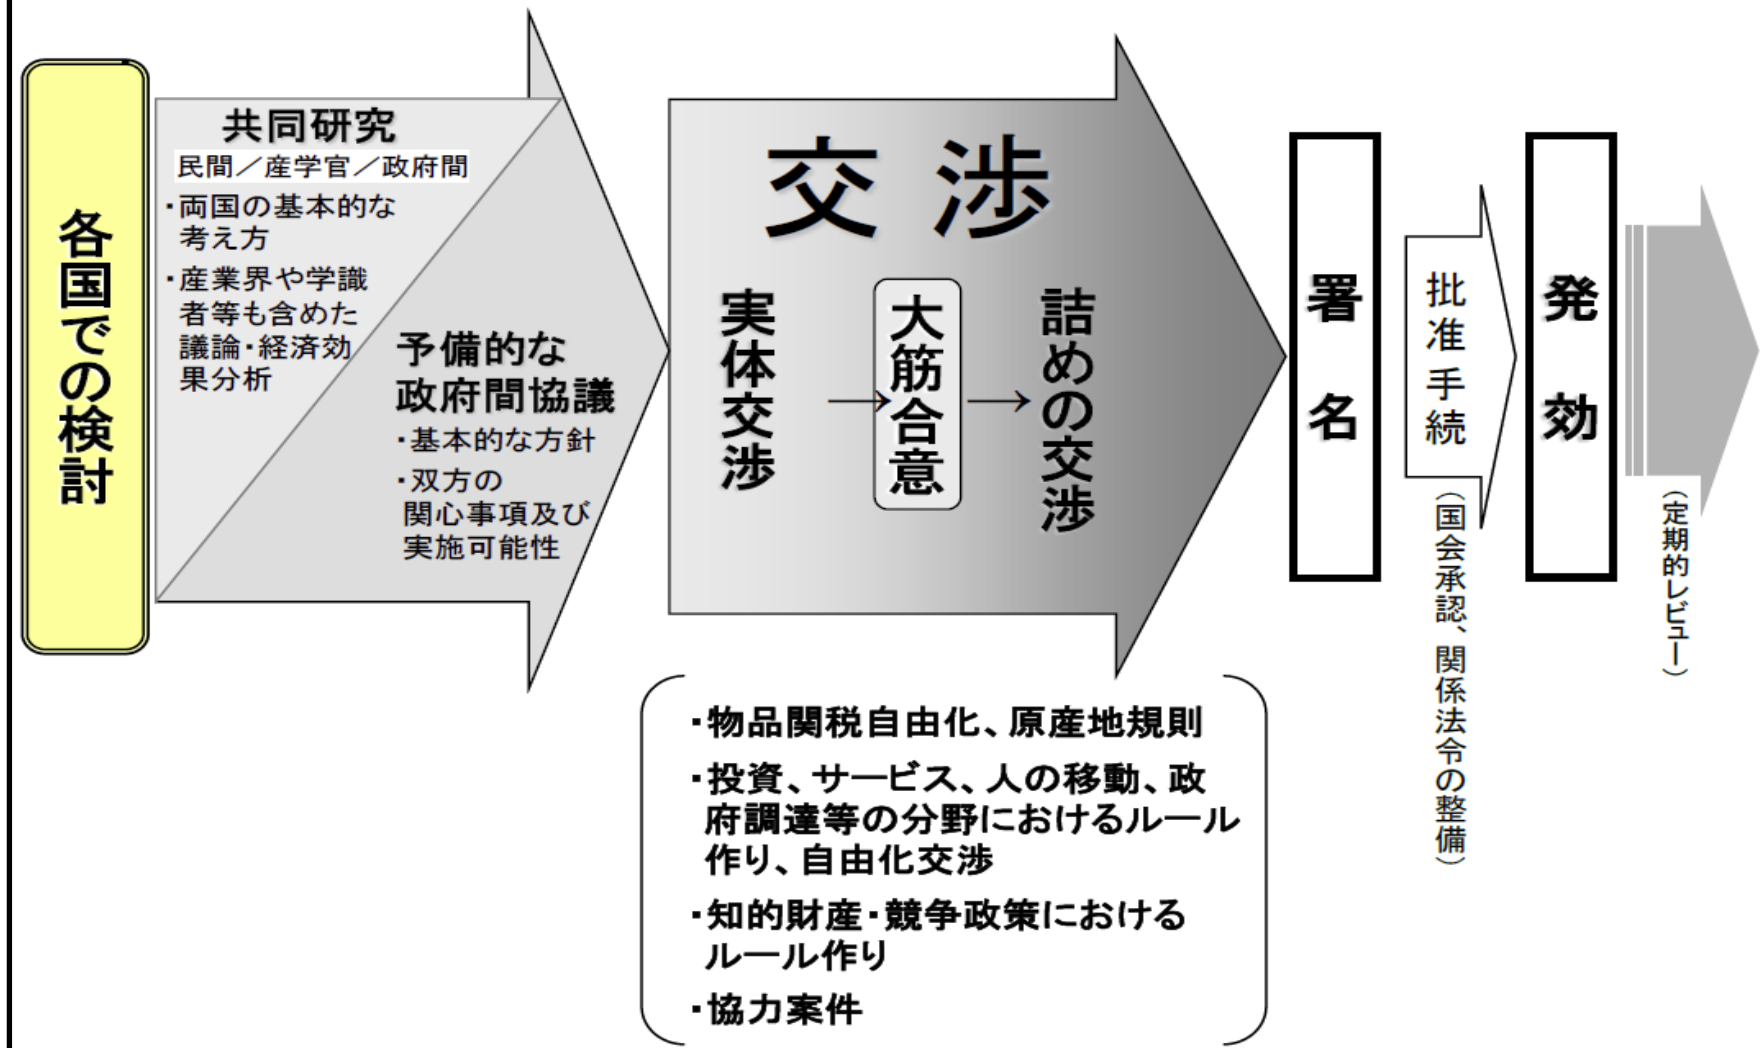 各国での検討
共同研究
民間／産学官／政府間
・両国の基本的な
考え方
・産業界や学識
者等も含めた
議論・経済効
果分析
予備的な
政府間協議
・基本的な方針
・双方の
関心事項及び
実施可能性
交渉
実体交渉
→
大筋合意
→
詰めの交渉
・物品関税自由化、原産地規則
・投資、サービス、人の移動、政
府調達等の分野におけるルール
作り、自由化交渉
・知的財産・競争政策における
ルール作り
・協力案件
署名
批准手続
（国会承認、関係法令の整備）
発効
（定期的レビュー）